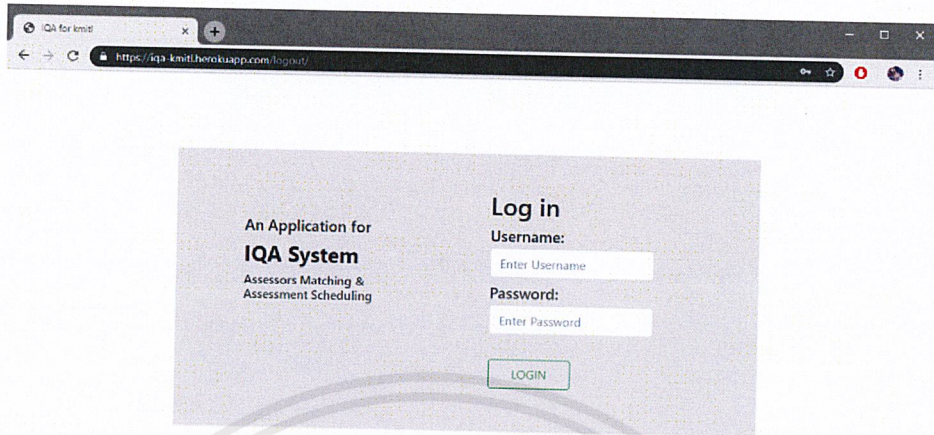 IQA for kmitl
https://iqa-kmitl.herokuapp.com/logout/
An Application for
IQA System
Assessors Matching &
Assessment Scheduling
Log in
Username:
Enter Username
Password:
Enter Password
LOGIN